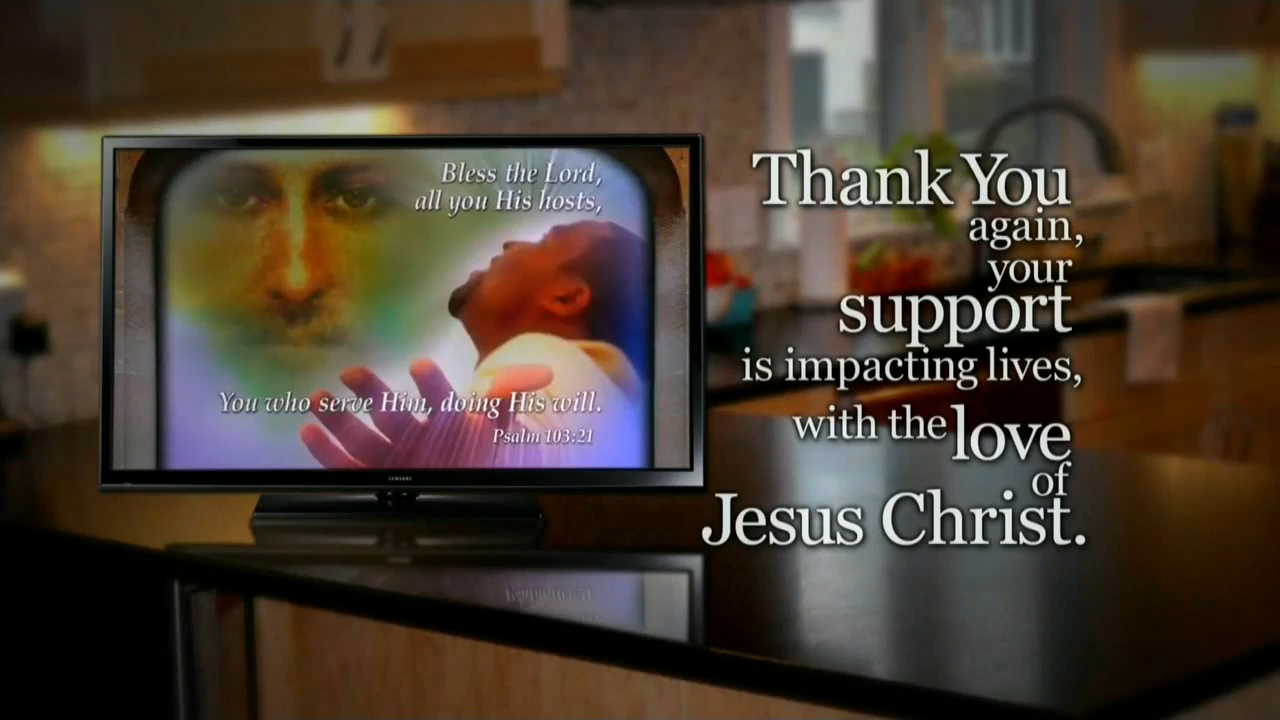 Bless the Lord,
all you His hosts,
You who serve Him, doing His will.
Psalm 103:21
SAMSUNG
Thank You
again,
your
support
is impacting lives,
with the love
of
Jesus Christ.